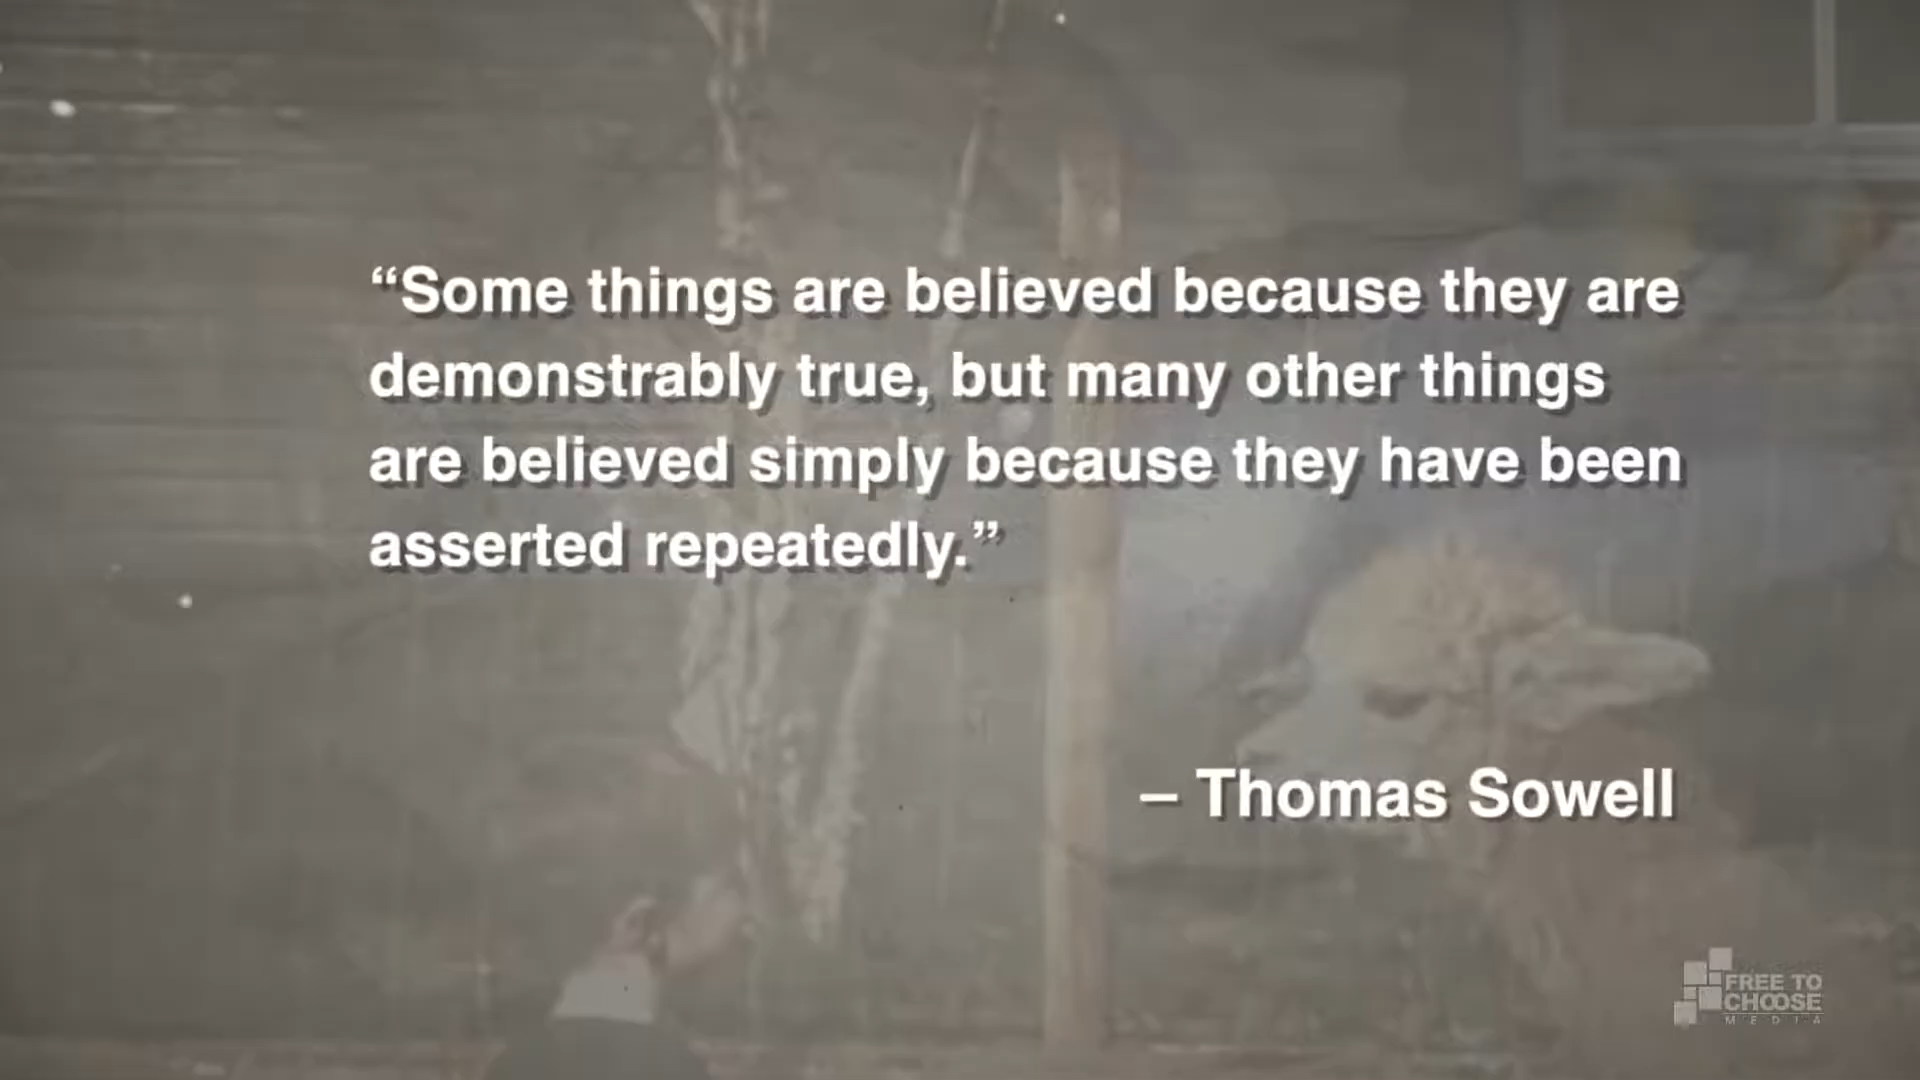 “Some things are believed because they are
demonstrably true, but many other things
are believed simply because they have been
asserted repeatedly.”
– Thomas Sowell
FREE TO
CHOOSE
MEDIA